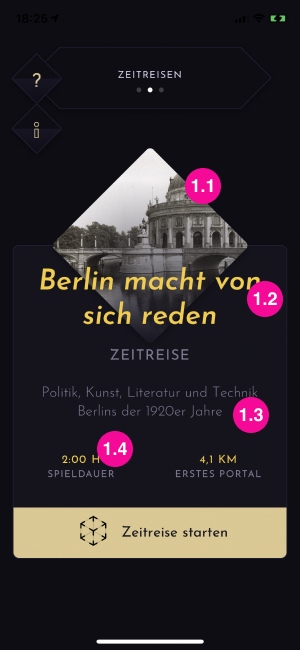 18:25
?
ZEITREISEN
i
1.1
Berlin macht von
1.2
sich reden
ZEITREISE
Politik, Kunst, Literatur und Technik
Berlins der 1920er Jahre
1.3
1.4
2:00 H
4,1 KM
SPIELDAUER
ERSTES PORTAL
Zeitreise starten